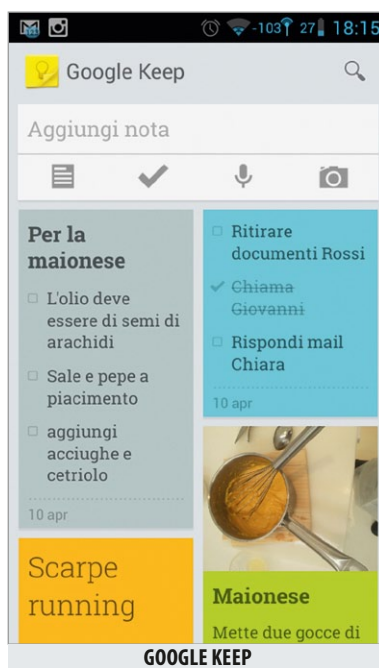 -103 27 18:15
Google Keep
Aggiungi nota
Per la
maionese
L'olio deve
essere di semi di
arachidi
Sale e pepe a
piacimento
aggiungi
acciughe e
cetriolo
10 apr
Scarpe
running
Ritirare
documenti Rossi
Chiama
Giovanni
Rispondi mail
Chiara
10 apr
Maionese
Mette due gocce di
GOOGLE KEEP